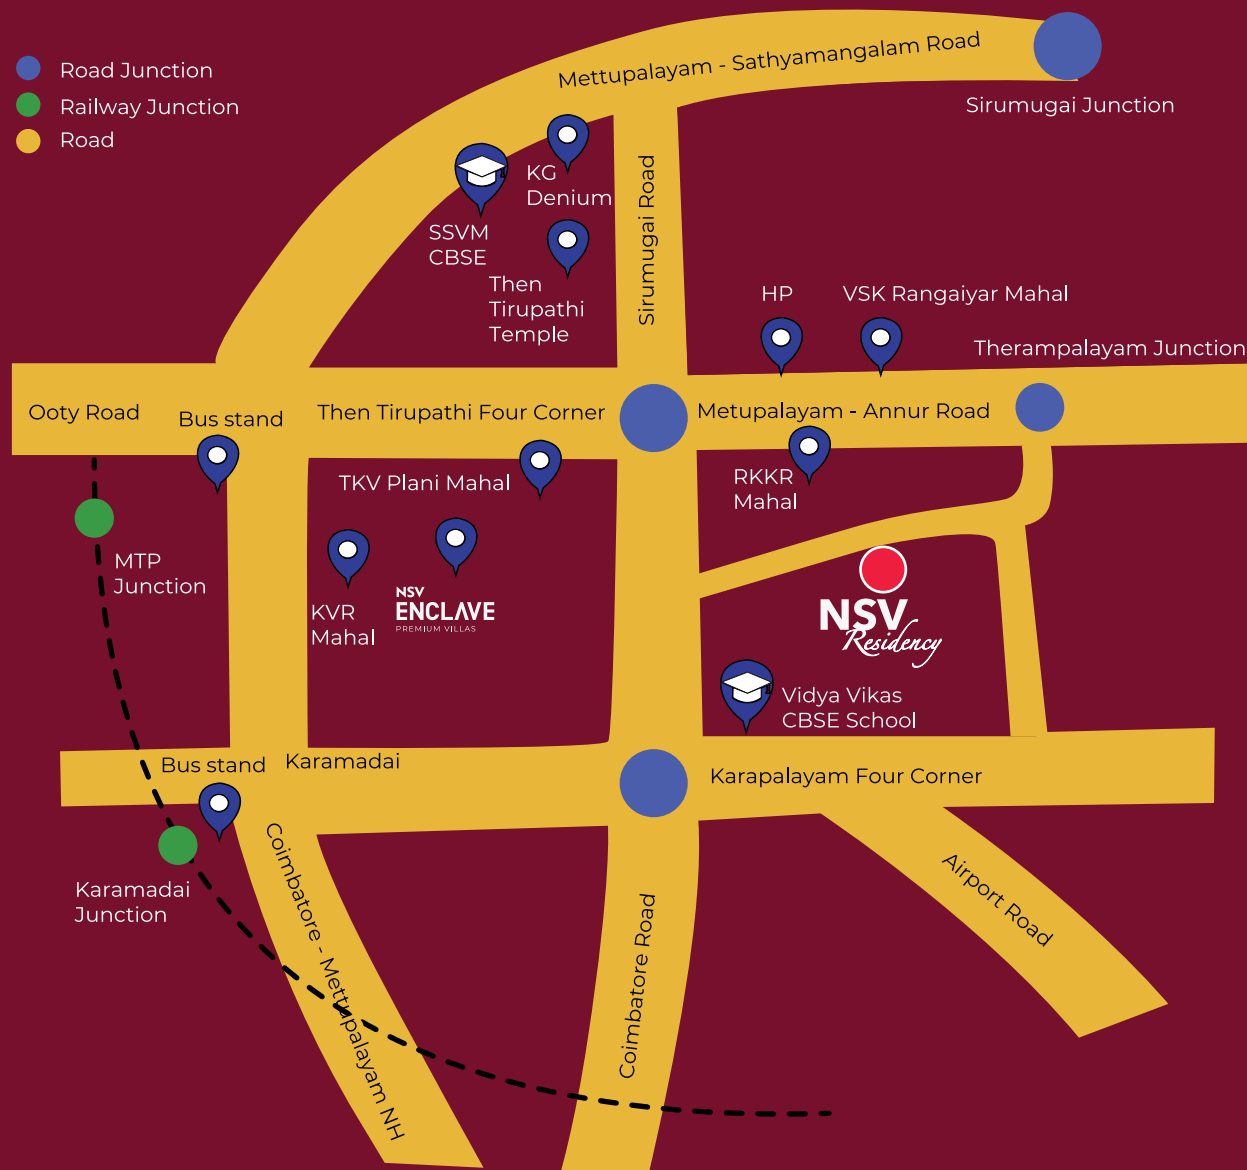 Mettupalayam - Sathyamangalam Road
Road Junction
Railway Junction
Road
Sirumugai Junction
KG
Denium
SSVM
CBSE
Sirumugai Road
Then
Tirupathi
Temple
HP
VSK Rangaiyar Mahal
Therampalayam Junction
Ooty Road
Bus stand
Then Tirupathi Four Corner
Metupalayam - Annur Road
TKV Plani Mahal
RKKR
Mahal
MTP
Junction
KVR
Mahal
NSV
ENCLAVE
PREMIUM VILLAS
NSV
Residency
Vidya Vikas
CBSE School
Bus stand
Karamadai
Karapalayam Four Corner
Karamadai
Junction
Coimbatore - Mettupalayam NH
Coimbatore Road
Airport Road